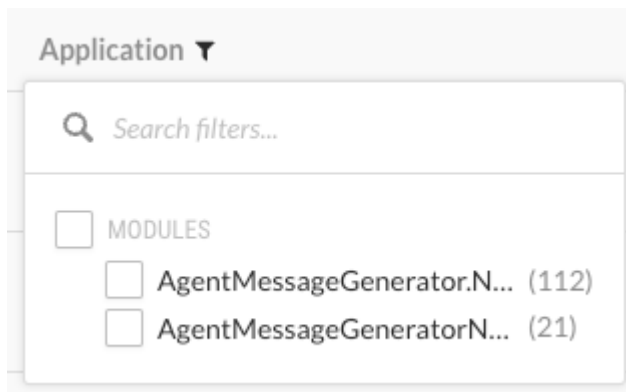 Application
Search filters...
MODULES
AgentMessageGenerator.N... (112)
AgentMessageGeneratorN... (21)